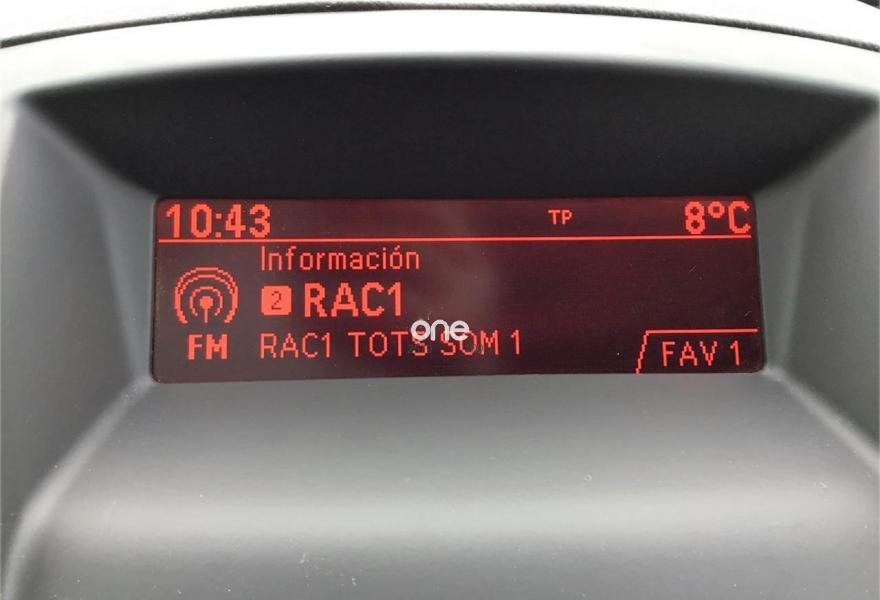 10:43 TP 8°C
Información
2 RAC1
FM RAC1 TOTS SOM 1
FAV 1
one